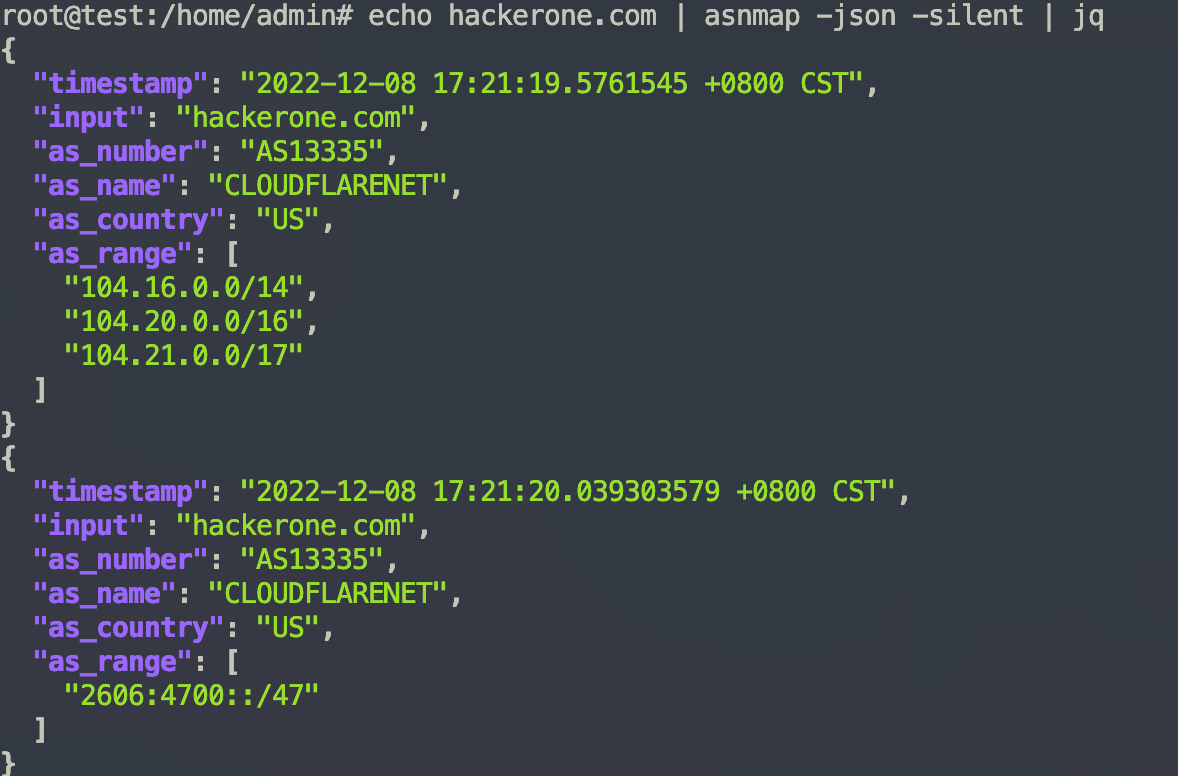 root@test:/home/admin# echo hackerone.com | asnmap -json -silent | jq
{
  "timestamp": "2022-12-08 17:21:19.5761545 +0800 CST",
  "input": "hackerone.com",
  "as_number": "AS13335",
  "as_name": "CLOUDFLARENET",
  "as_country": "US",
  "as_range": [
    "104.16.0.0/14",
    "104.20.0.0/16",
    "104.21.0.0/17"
  ]
}
{
  "timestamp": "2022-12-08 17:21:20.039303579 +0800 CST",
  "input": "hackerone.com",
  "as_number": "AS13335",
  "as_name": "CLOUDFLARENET",
  "as_country": "US",
  "as_range": [
    "2606:4700::/47"
  ]
}